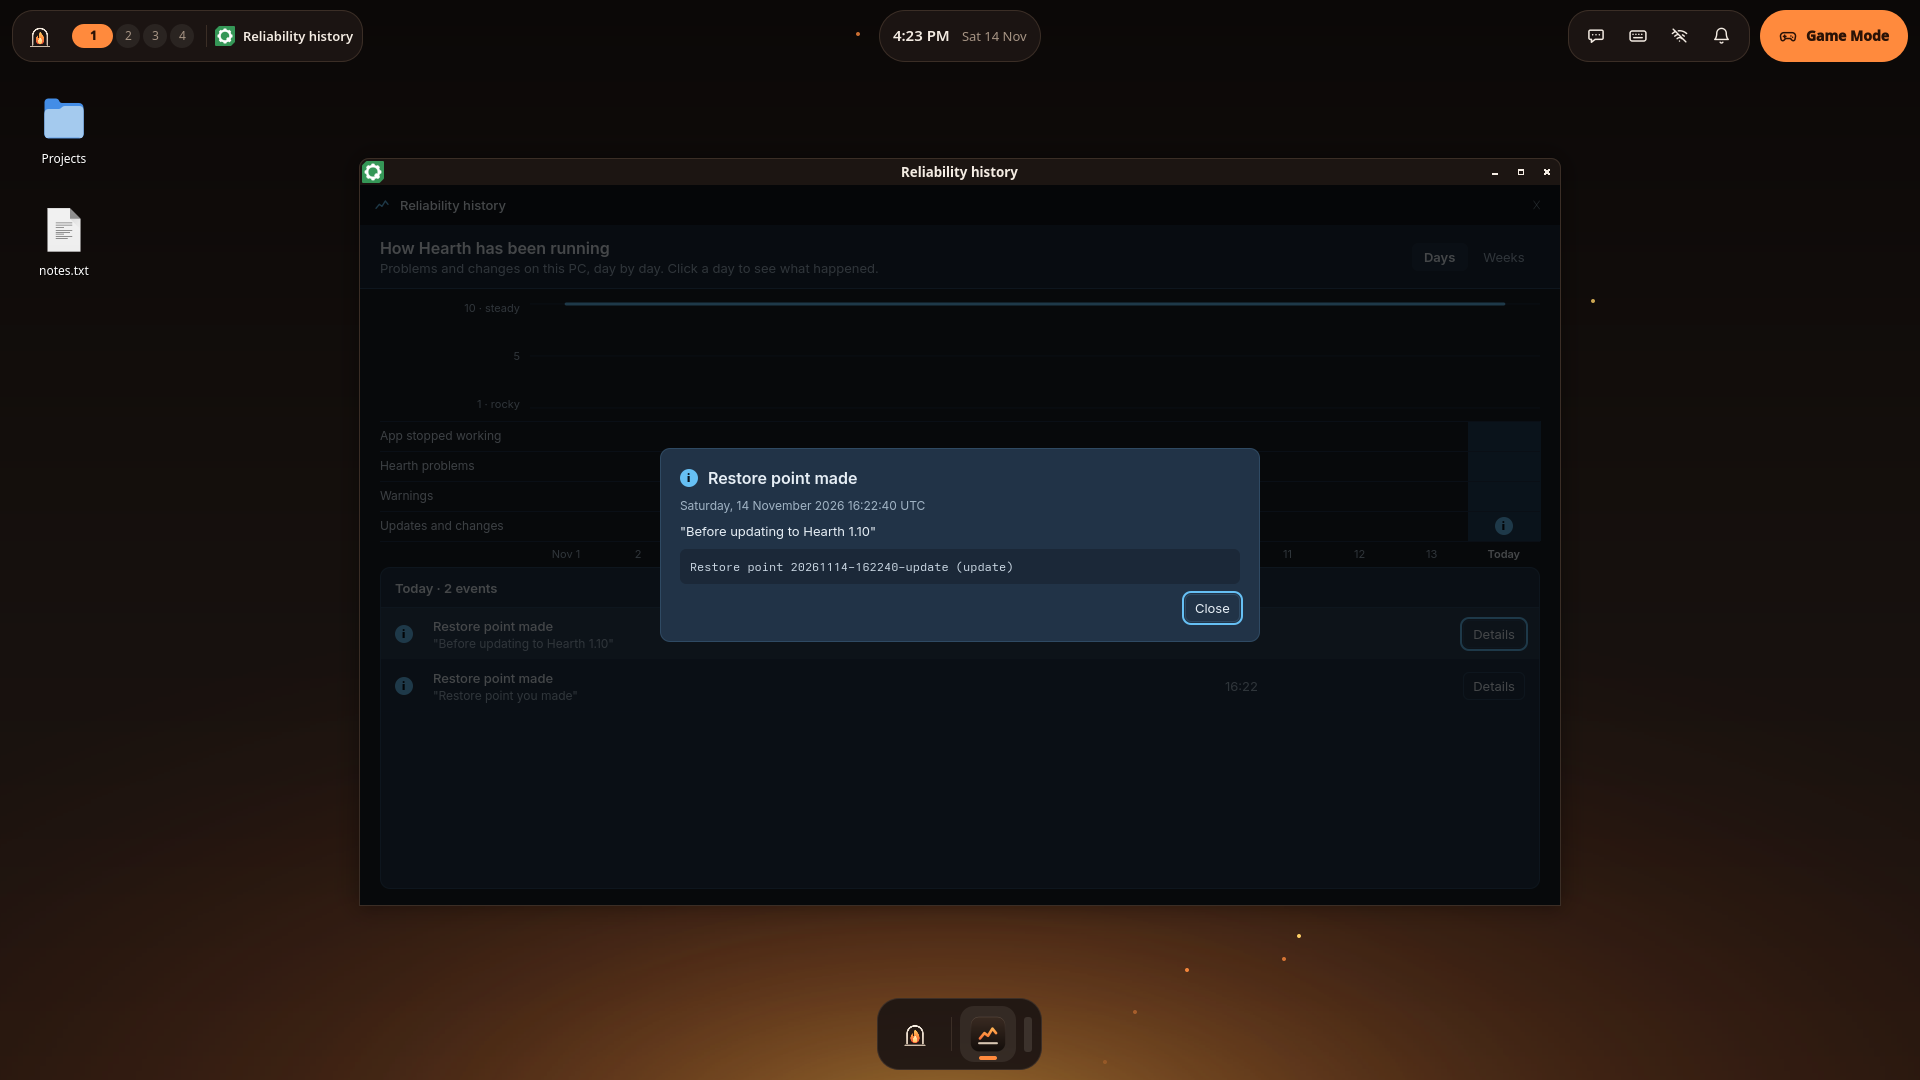 1 2 3 4 Reliability history
4:23 PM Sat 14 Nov
Game Mode
Projects
notes.txt
Reliability history
Reliability history X
How Hearth has been running
Problems and changes on this PC, day by day. Click a day to see what happened.
Days Weeks
10 · steady
5
1 · rocky
App stopped working
Hearth problems
Warnings
Updates and changes
Nov 1 2 11 12 13 Today
Restore point made
Saturday, 14 November 2026 16:22:40 UTC
"Before updating to Hearth 1.10"
Restore point 20261114-162240-update (update)
Close
Today · 2 events
Restore point made
"Before updating to Hearth 1.10"
Details
Restore point made
"Restore point you made"
16:22
Details